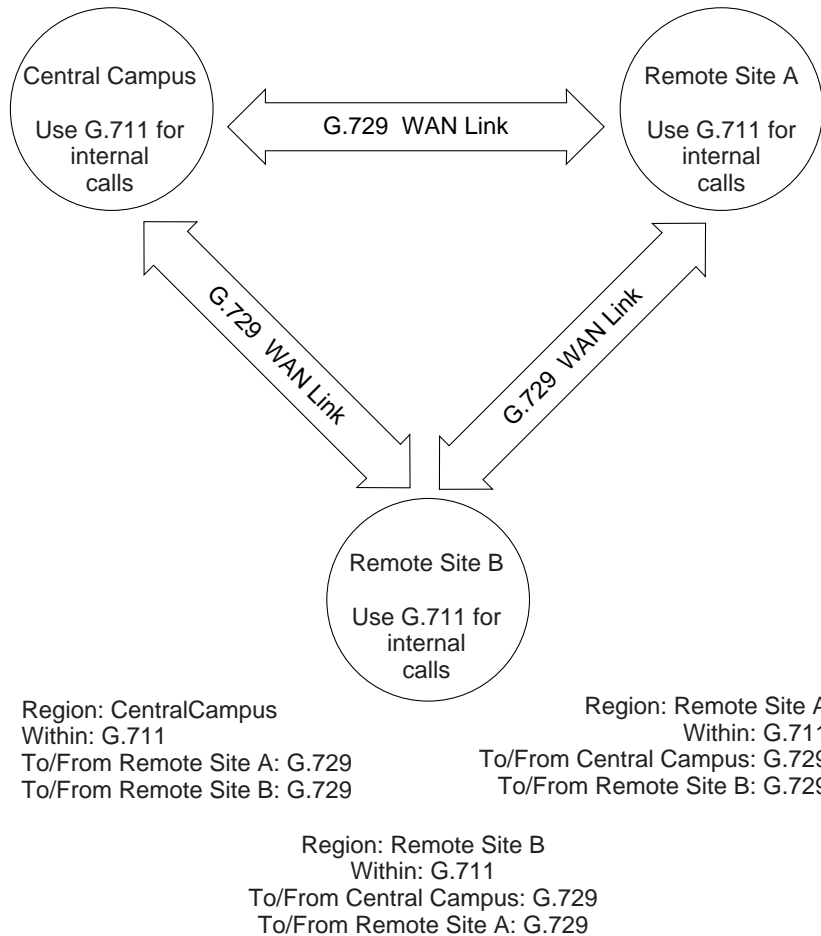 Central Campus
Use G.711 for
internal
calls
G.729 WAN Link
Remote Site A
Use G.711 for
internal
calls
G.729 WAN Link
G.729 WAN Link
Remote Site B
Use G.711 for
internal
calls
Region: CentralCampus
Within: G.711
To/From Remote Site A: G.729
To/From Remote Site B: G.729
Region: Remote Site A
Within: G.711
To/From Central Campus: G.729
To/From Remote Site B: G.729
Region: Remote Site B
Within: G.711
To/From Central Campus: G.729
To/From Remote Site A: G.729